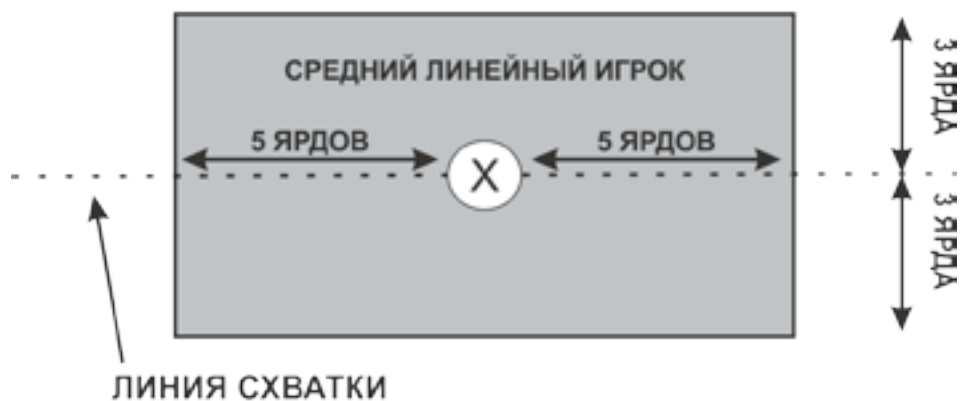 СРЕДНИЙ ЛИНЕЙНЫЙ ИГРОК
5 ЯРДОВ
5 ЯРДОВ
X
3 ЯРДА
3 ЯРДА
ЛИНИЯ СХВАТКИ